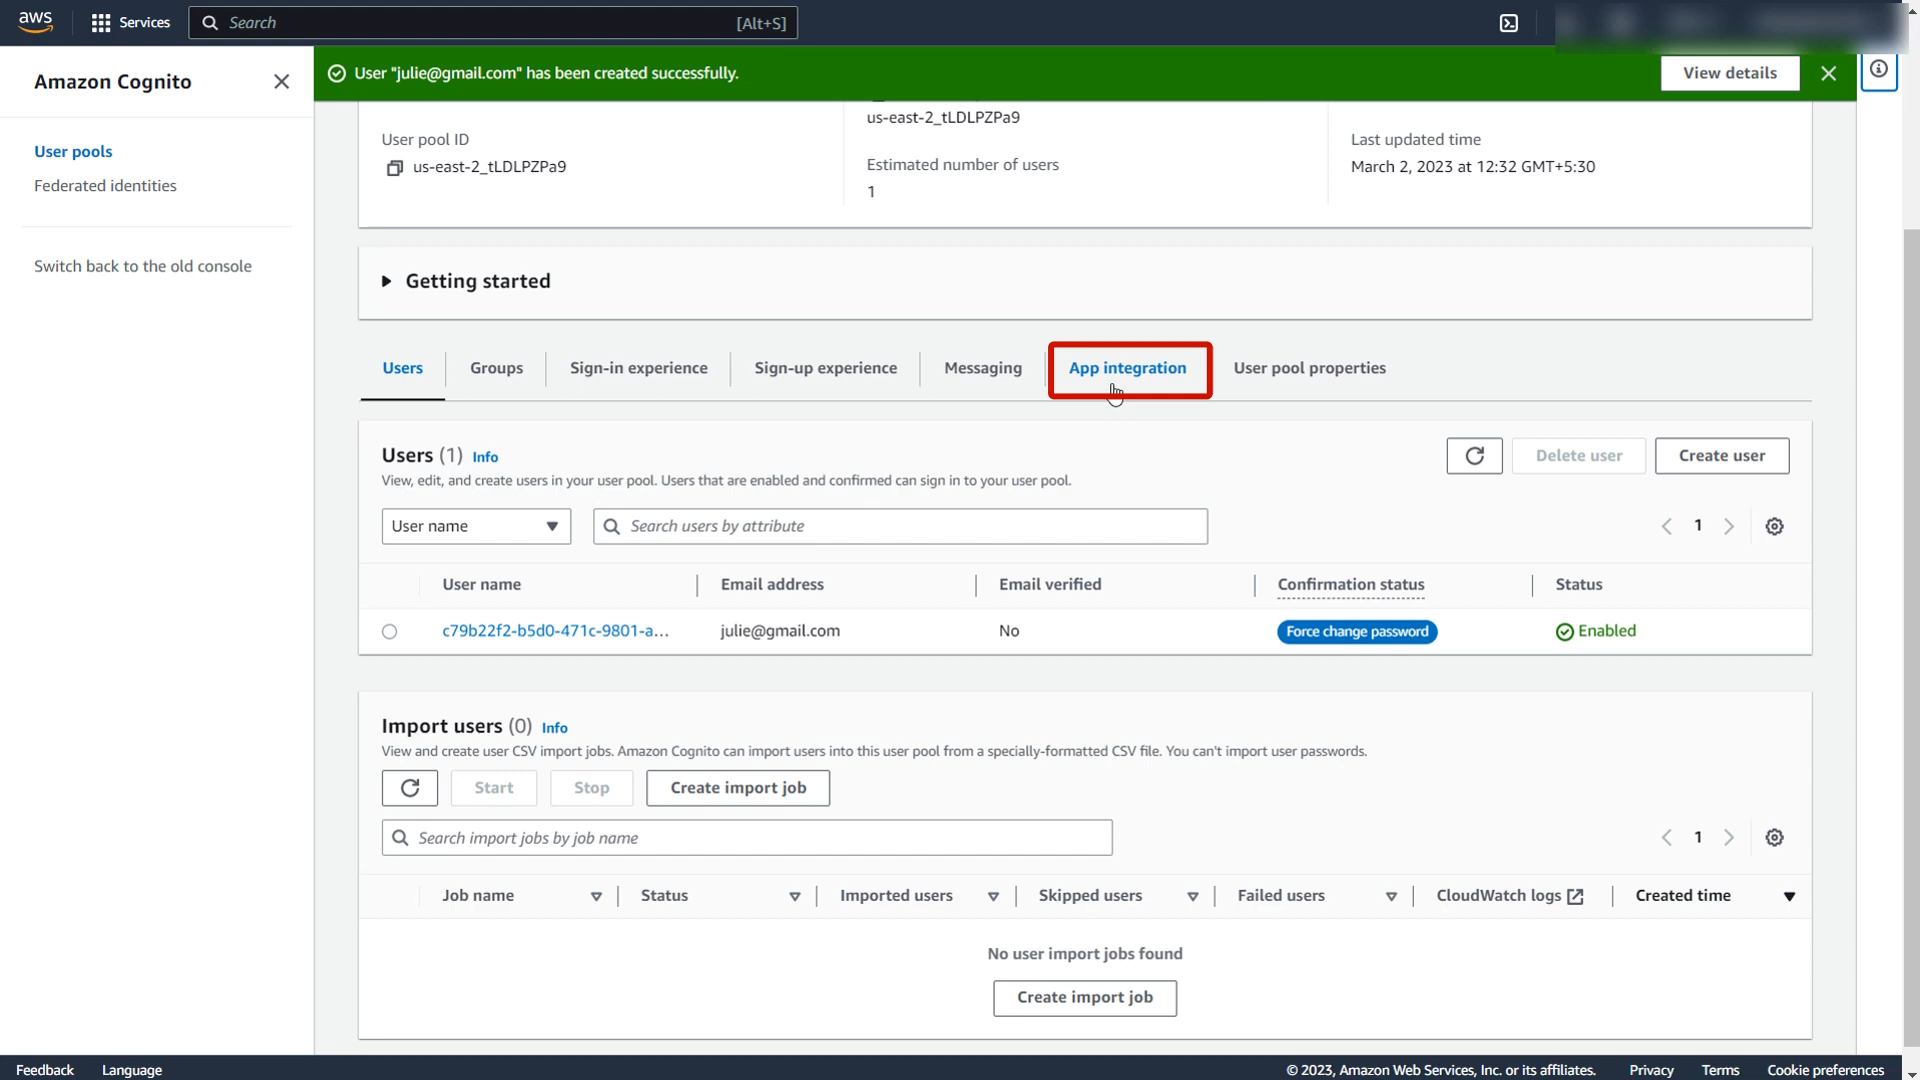 aws
Services
Search
[Alt+S]
Amazon Cognito
User pools
Federated identities
Switch back to the old console
User "julie@gmail.com" has been created successfully.
View details
User pool ID
us-east-2_tLDLPZPa9
us-east-2_tLDLPZPa9
Estimated number of users
1
Last updated time
March 2, 2023 at 12:32 GMT+5:30
Getting started
Users
Groups
Sign-in experience
Sign-up experience
Messaging
App integration
User pool properties
Users (1) Info
View, edit, and create users in your user pool. Users that are enabled and confirmed can sign in to your user pool.
Delete user
Create user
User name
Search users by attribute
1
User name
Email address
Email verified
Confirmation status
Status
c79b22f2-b5d0-471c-9801-a...
julie@gmail.com
No
Force change password
Enabled
Import users (0) Info
View and create user CSV import jobs. Amazon Cognito can import users into this user pool from a specially-formatted CSV file. You can't import user passwords.
Start
Stop
Create import job
Search import jobs by job name
1
Job name
Status
Imported users
Skipped users
Failed users
CloudWatch logs
Created time
No user import jobs found
Create import job
Feedback
Language
© 2023, Amazon Web Services, Inc. or its affiliates.
Privacy
Terms
Cookie preferences